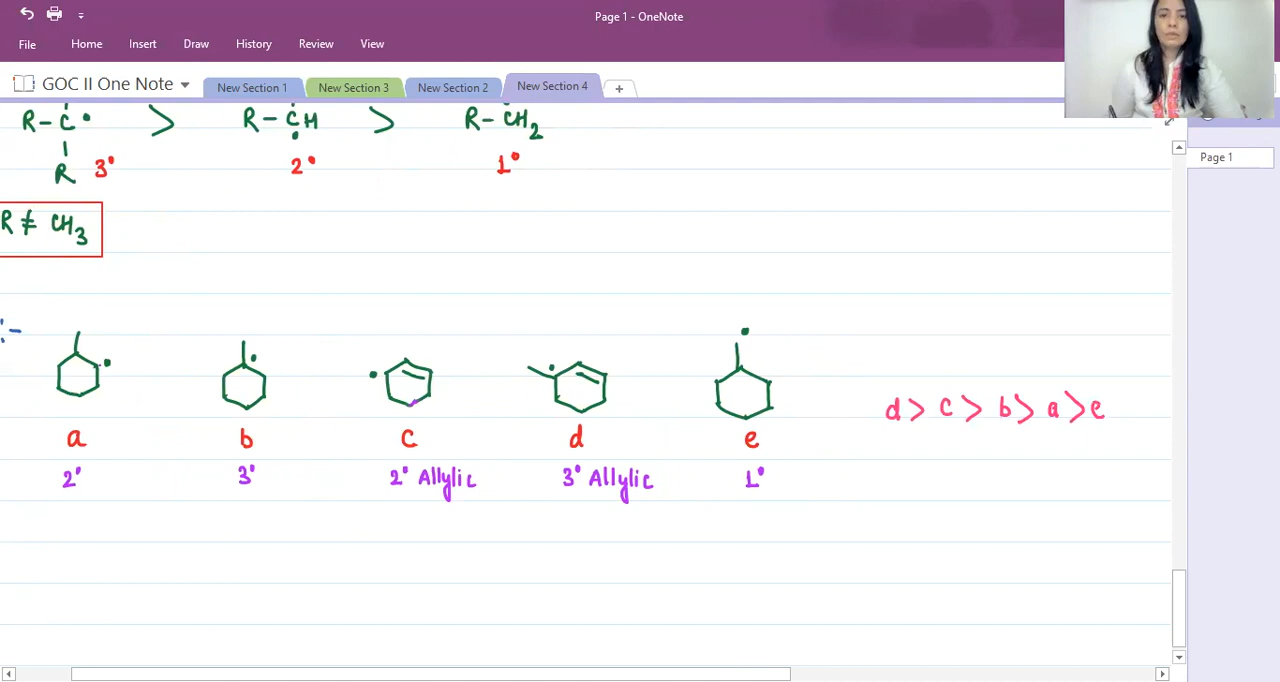 Page 1 - OneNote
File Home Insert Draw History Review View
GOC II One Note New Section 1 New Section 3 New Section 2 New Section 4 +
Page 1
R - C • > R - CH > R - CH2
R 3° 2° 1°
R ≠ CH3
a b c d e
2° 3° 2° Allylic 3° Allylic 1°
d > c > b > a > e